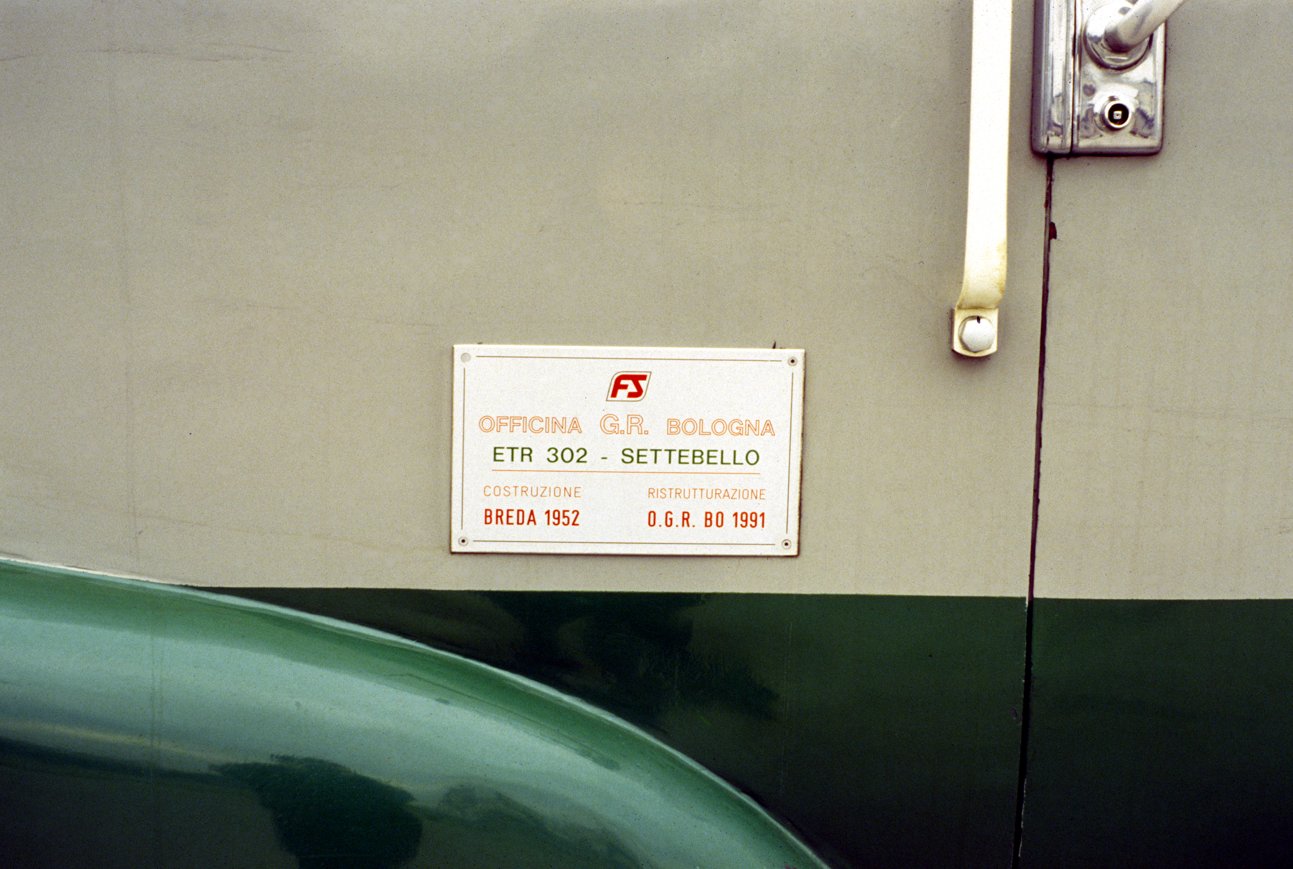 FS
OFFICINA G.R. BOLOGNA
ETR 302 - SETTEBELLO
COSTRUZIONE
BREDA 1952
RISTRUTTURAZIONE
O.G.R. BO 1991